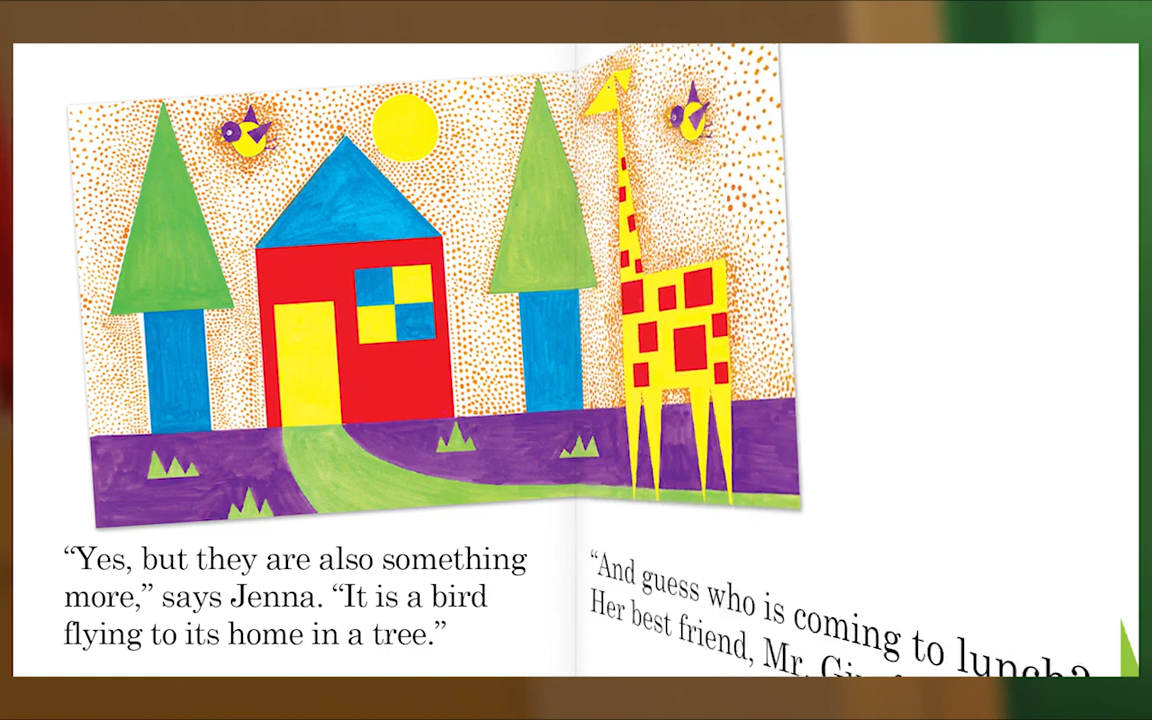 “Yes, but they are also something
more,” says Jenna. “It is a bird
flying to its home in a tree.”
“And guess who is coming to lunch?
Her best friend, Mr.